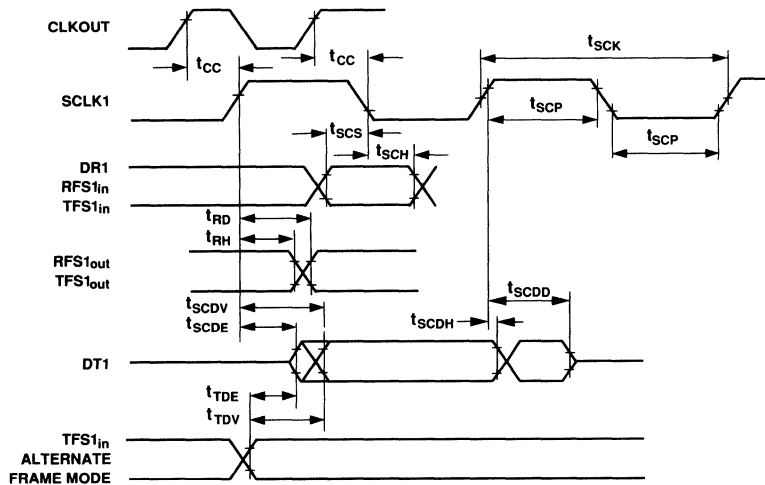 CLKOUT
tCC
tCC
tSCK
SCLK1
tSCP
tSCS
tSCP
tSCH
DR1
RFS1in
TFS1in
tRD
tRH
RFS1out
TFS1out
tSCDV
tSCDD
tSCDE
tSCDH
DT1
tTDE
tTDV
TFS1in
ALTERNATE
FRAME MODE